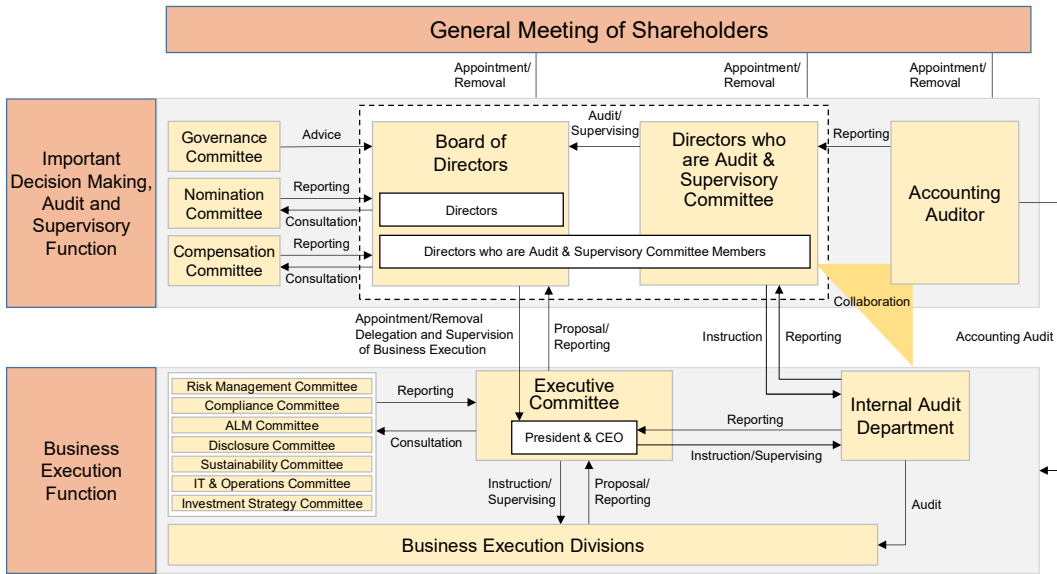 General Meeting of Shareholders
Appointment/
Removal
Appointment/
Removal
Appointment/
Removal
Important
Decision Making,
Audit and
Supervisory
Function
Governance
Committee
Advice
Nomination
Committee
Reporting
Consultation
Compensation
Committee
Reporting
Consultation
Board of
Directors
Directors
Audit/
Supervising
Directors who
are Audit &
Supervisory
Committee
Directors who are Audit & Supervisory Committee Members
Reporting
Accounting
Auditor
Collaboration
Appointment/Removal
Delegation and Supervision
of Business Execution
Proposal/
Reporting
Instruction
Reporting
Accounting Audit
Business
Execution
Function
Risk Management Committee
Compliance Committee
ALM Committee
Disclosure Committee
Sustainability Committee
IT & Operations Committee
Investment Strategy Committee
Reporting
Consultation
Executive
Committee
President & CEO
Reporting
Instruction/Supervising
Internal Audit
Department
Instruction/
Supervising
Proposal/
Reporting
Audit
Business Execution Divisions